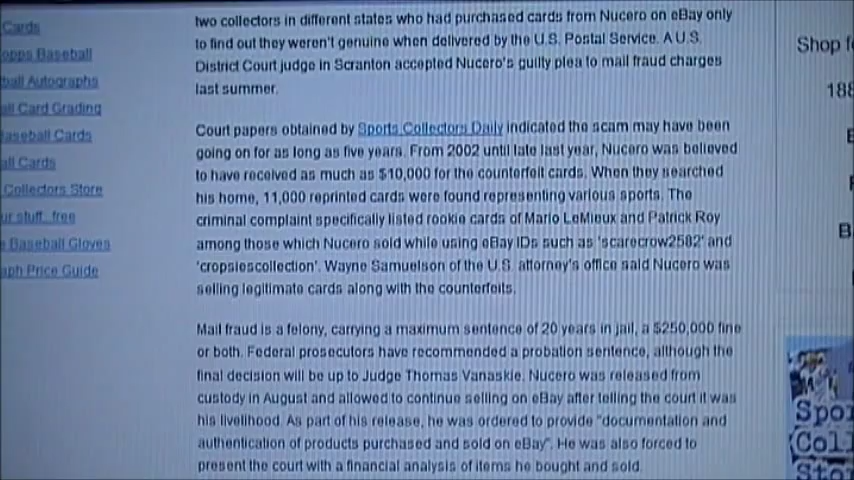 Cards
opps Baseball
ball Autographs
all Card Grading
Baseball Cards
all Cards
Collectors Store
ur stuff, free
e Baseball Gloves
aph Price Guide
two collectors in different states who had purchased cards from Nucero on eBay only
to find out they weren't genuine when delivered by the U.S. Postal Service. A U.S.
District Court judge in Scranton accepted Nucero's guilty plea to mail fraud charges
last summer.
Court papers obtained by Sports Collectors Daily indicated the scam may have been
going on for as long as five years. From 2002 until late last year, Nucero was believed
to have received as much as $10,000 for the counterfeit cards. When they searched
his home, 11,000 reprinted cards were found representing various sports. The
criminal complaint specifically listed rookie cards of Mario LeMieux and Patrick Roy
among those which Nucero sold while using eBay IDs such as 'scarecrow2582' and
'cropsiescollection'. Wayne Samuelson of the U.S. attorney's office said Nucero was
selling legitimate cards along with the counterfeits.
Mail fraud is a felony, carrying a maximum sentence of 20 years in jail, a $250,000 fine
or both. Federal prosecutors have recommended a probation sentence, although the
final decision will be up to Judge Thomas Vanaskie. Nucero was released from
custody in August and allowed to continue selling on eBay after telling the court it was
his livelihood. As part of his release, he was ordered to provide "documentation and
authentication of products purchased and sold on eBay". He was also forced to
present the court with a financial analysis of items he bought and sold.
Shop fo
188
B
Spor
Coll
Sto